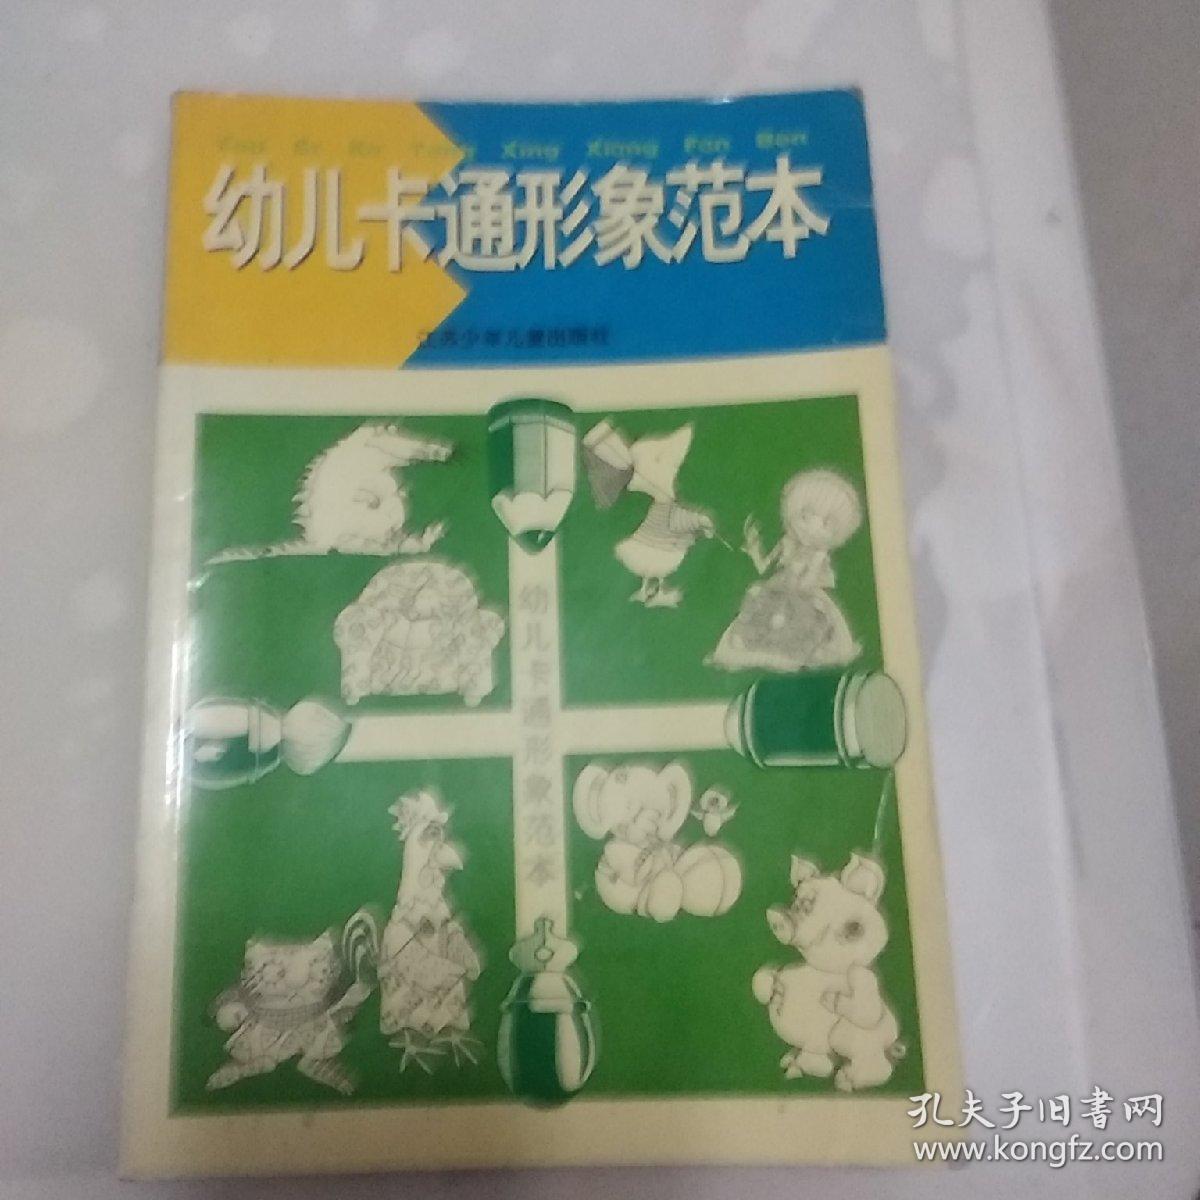 You Er Ka Tong Xing Xiang Fan Ben
幼儿卡通形象范本
江苏少年儿童出版社
幼儿卡通形象范本
孔夫子旧書网
www.kongfz.com